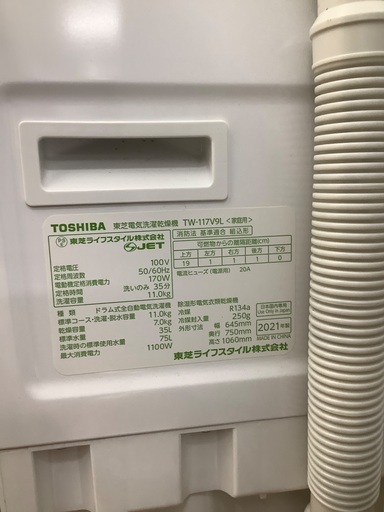 TOSHIBA 東芝電気洗濯乾燥機 TW-117V9L <家庭用>
PS E 東芝ライフスタイル株式会社
JET
消防法 基準適合 組込形
可燃物からの離隔距離(cm)
上方 左方 右方 前方 後方 下方
19 1 1 1 1 0
電流ヒューズ(電源用) 20A
定格電圧 100V
定格周波数 50/60Hz
電動機定格消費電力 170W
洗いのみ 35分
洗濯容量 11.0kg
種類 ドラム式全自動電気洗濯機
標準コース・洗濯・脱水容量 11.0kg
乾燥容量 7.0kg
標準水量 35L
洗濯時の標準使用水量 75L
最大消費電力 1100W
除湿形電気衣類乾燥機
冷媒 R134a
冷媒封入量 250g
外形寸法 幅 645mm
奥行 750mm
高さ 1060mm
日本国内専用
Use Only in Japan
2021年製
MADE IN CHINA
東芝ライフスタイル株式会社